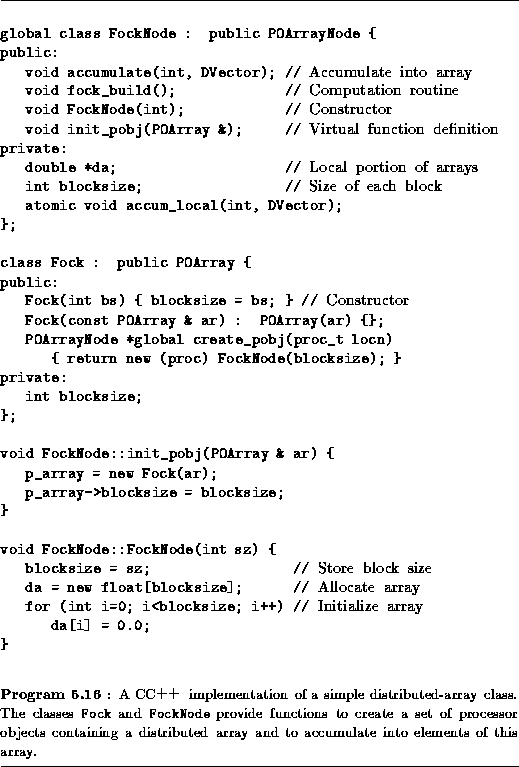 global class FockNode :  public POArrayNode {
public:
   void accumulate(int, DVector); // Accumulate into array
   void fock_build();             // Computation routine
   void FockNode(int);            // Constructor
   void init_pobj(POArray &);     // Virtual function definition
private:
   double *da;                    // Local portion of arrays
   int blocksize;                 // Size of each block
   atomic void accum_local(int, DVector);
};
class Fock :  public POArray {
public:
   Fock(int bs) { blocksize = bs; } // Constructor
   Fock(const POArray & ar) :  POArray(ar) {};
   POArrayNode *global create_pobj(proc_t locn)
      { return new (proc) FockNode(blocksize); }
private:
   int blocksize;
};
void FockNode::init_pobj(POArray & ar) {
   p_array = new Fock(ar);
   p_array->blocksize = blocksize;
}
void FockNode::FockNode(int sz) {
   blocksize = sz;                 // Store block size
   da = new float[blocksize];      // Allocate array
   for (int i=0; i<blocksize; i++) // Initialize array
      da[i] = 0.0;
}
Program 5.16 : A CC++ implementation of a simple distributed-array class.
The classes Fock and FockNode provide functions to create a set of processor
objects containing a distributed array and to accumulate into elements of this
array.